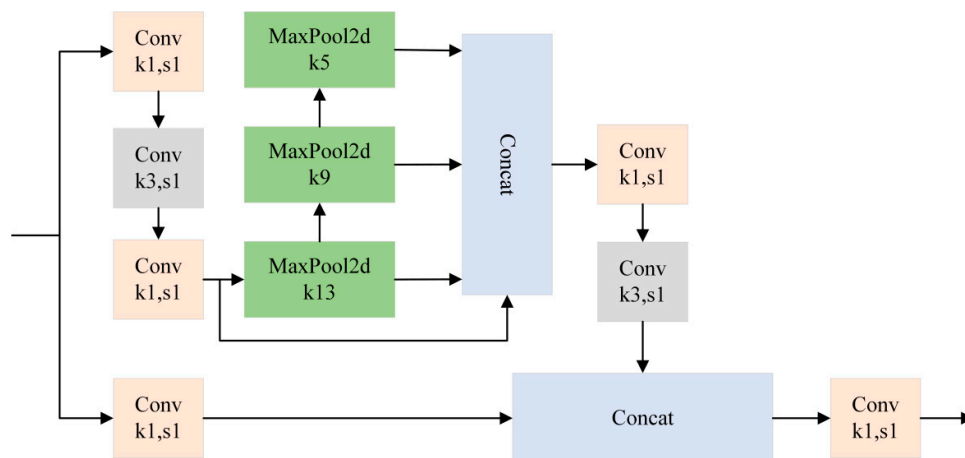 Conv
k1,s1
MaxPool2d
k5
Conv
k3,s1
MaxPool2d
k9
Concat
Conv
k1,s1
Conv
k1,s1
MaxPool2d
k13
Conv
k3,s1
Conv
k1,s1
Concat
Conv
k1,s1